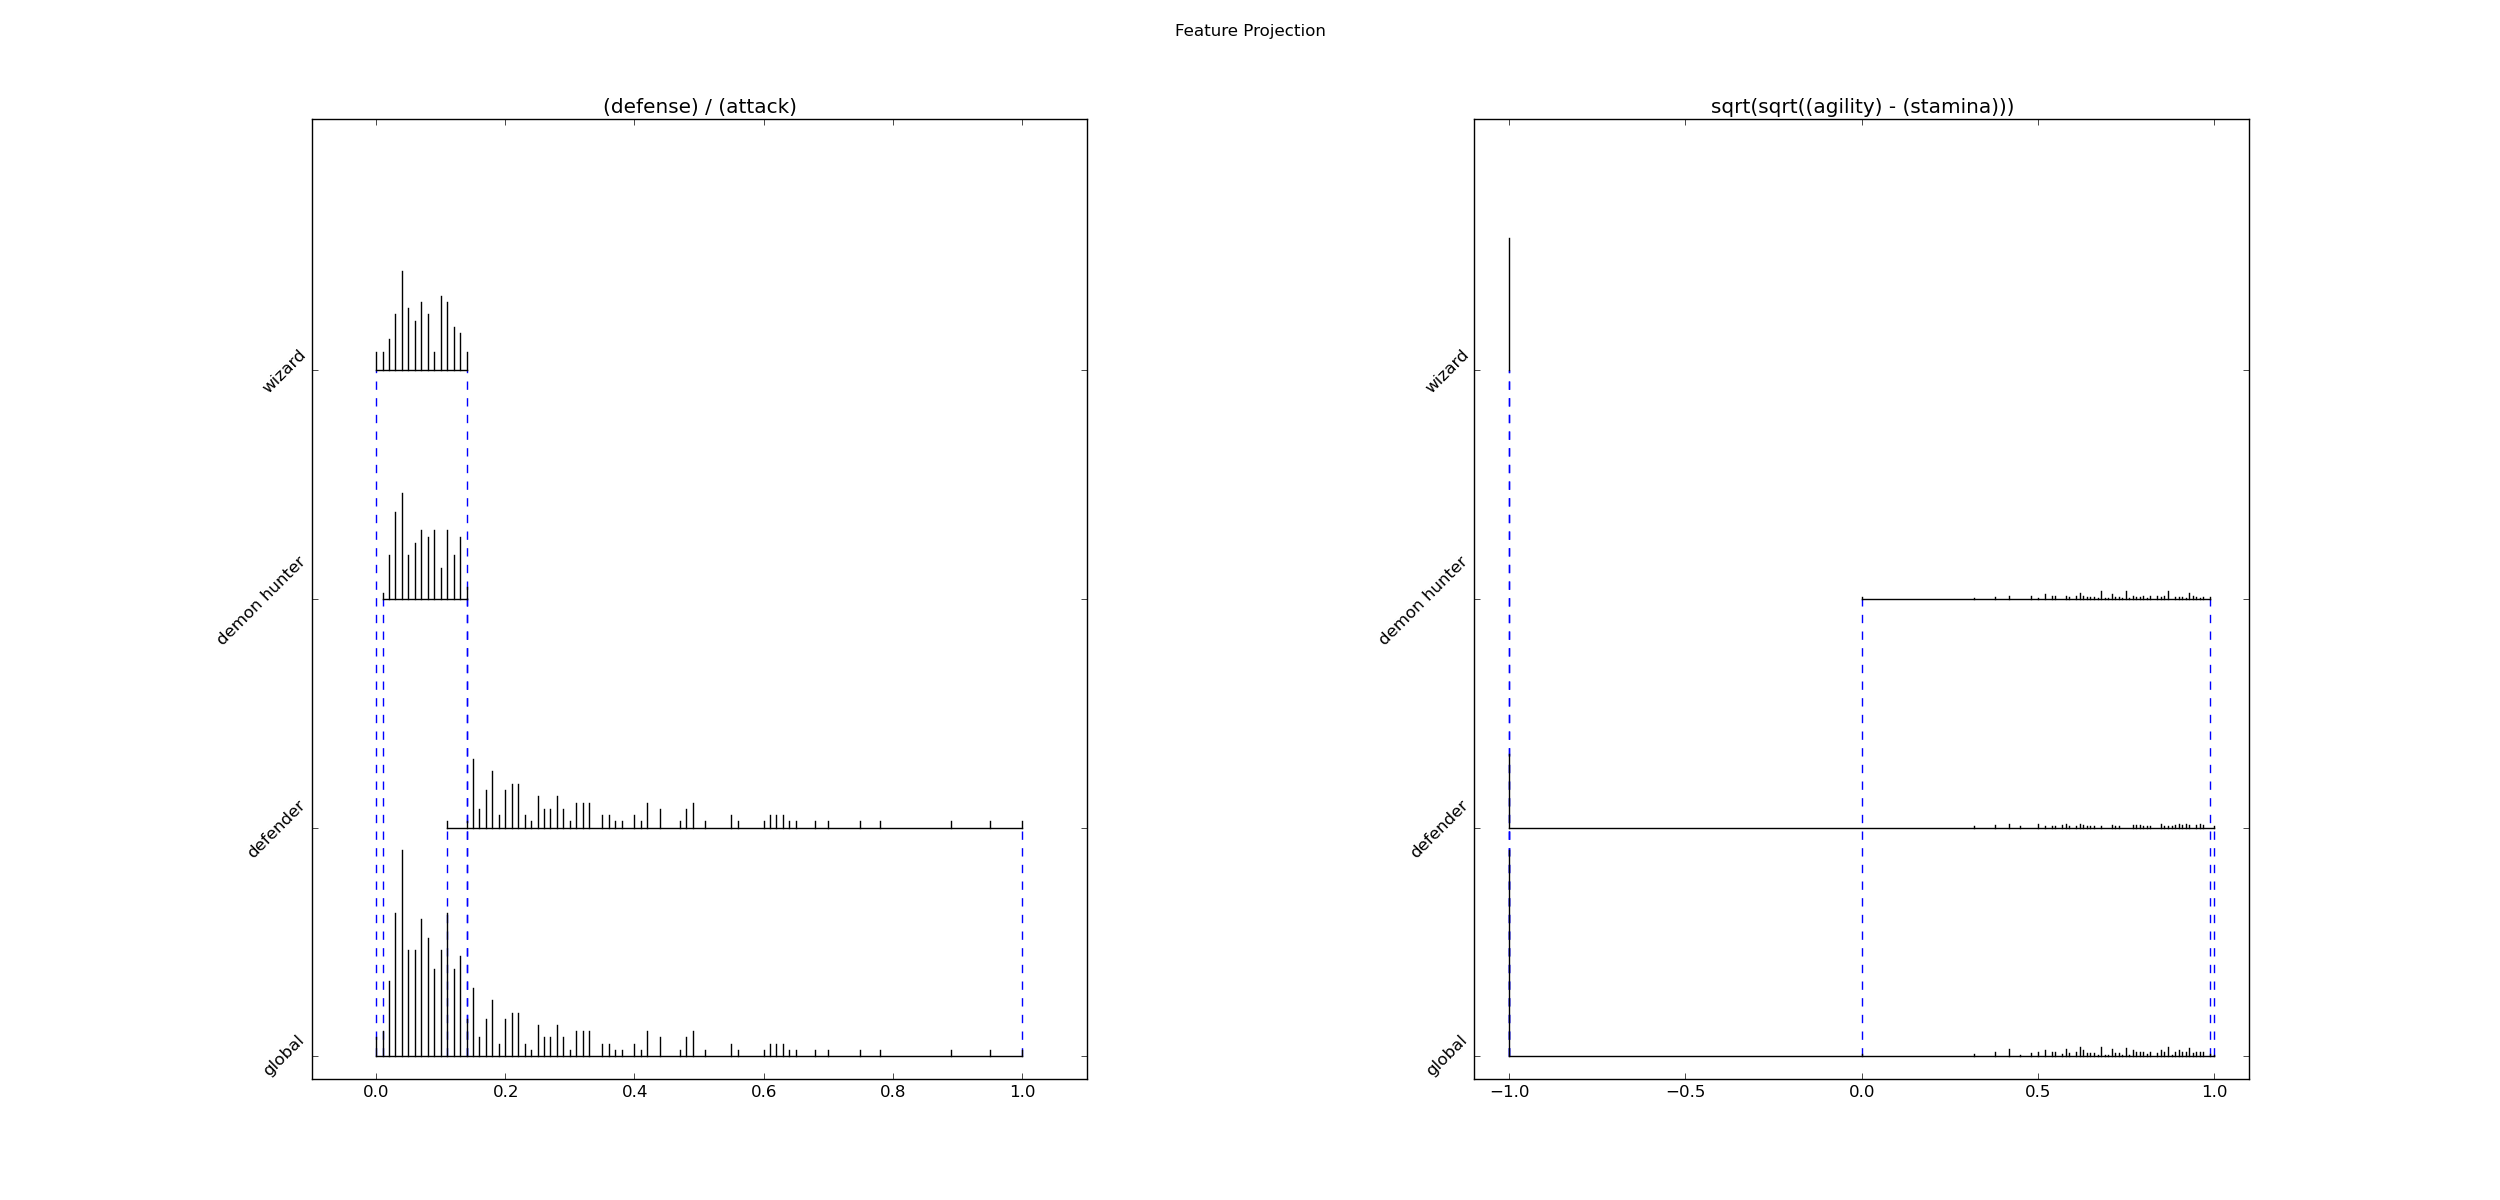 Feature Projection
(defense) / (attack)
wizard
demon hunter
defender
global
0.0 0.2 0.4 0.6 0.8 1.0
sqrt(sqrt((agility) - (stamina)))
wizard
demon hunter
defender
global
−1.0 −0.5 0.0 0.5 1.0